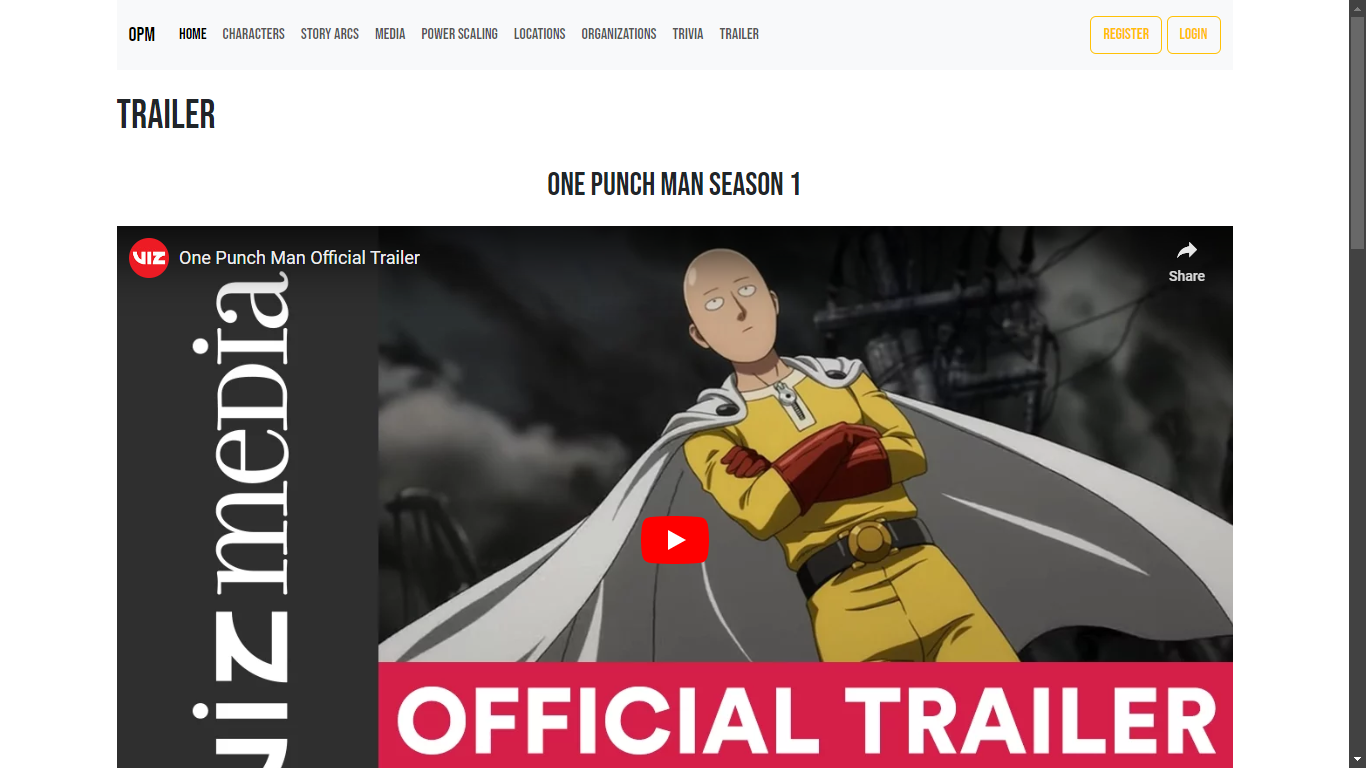 OPM HOME CHARACTERS STORY ARCS MEDIA POWER SCALING LOCATIONS ORGANIZATIONS TRIVIA TRAILER REGISTER LOGIN
TRAILER
ONE PUNCH MAN SEASON 1
VIZ One Punch Man Official Trailer
Share
viz media
OFFICIAL TRAILER